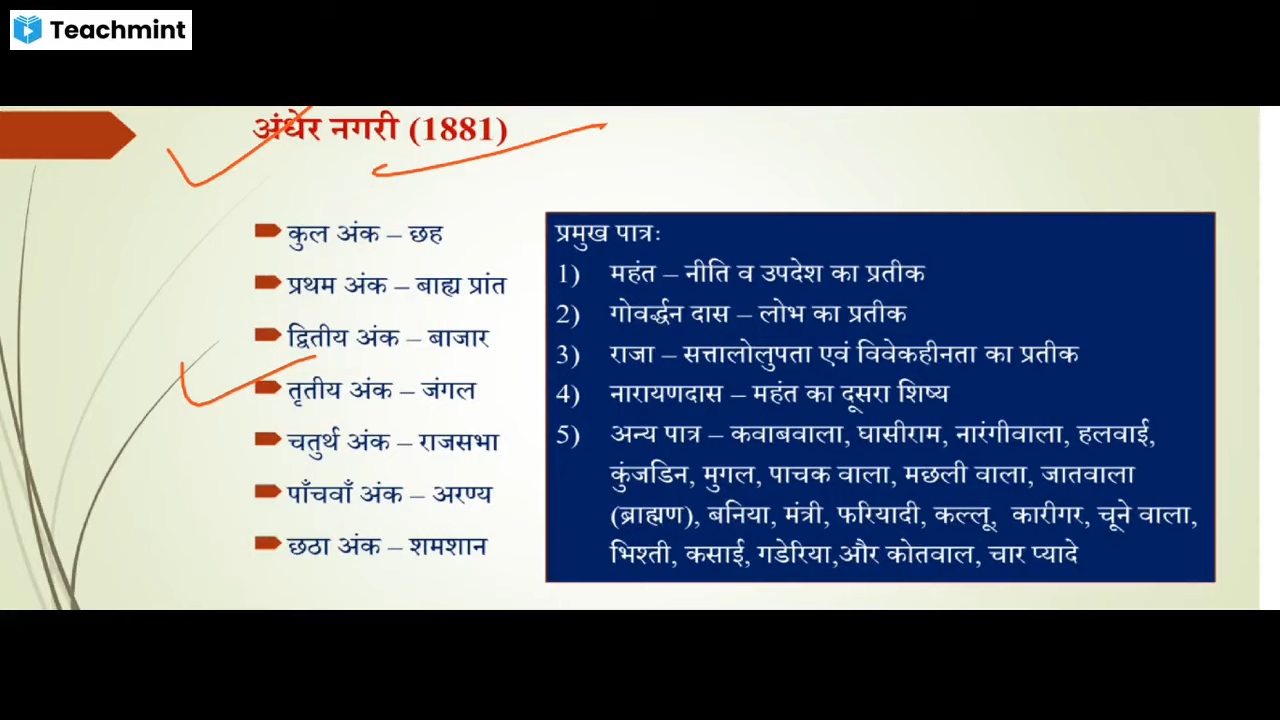 Teachmint
अंधेर नगरी (1881)
कुल अंक – छह
प्रथम अंक – बाह्य प्रांत
द्वितीय अंक – बाजार
तृतीय अंक – जंगल
चतुर्थ अंक – राजसभा
पाँचवाँ अंक – अरण्य
छठा अंक – शमशान
प्रमुख पात्रः
1) महंत – नीति व उपदेश का प्रतीक
2) गोवर्द्धन दास – लोभ का प्रतीक
3) राजा – सत्तालोलुपता एवं विवेकहीनता का प्रतीक
4) नारायणदास – महंत का दूसरा शिष्य
5) अन्य पात्र – कवाबवाला, घासीराम, नारंगीवाला, हलवाई,
कुंजडिन, मुगल, पाचक वाला, मछली वाला, जातवाला
(ब्राह्मण), बनिया, मंत्री, फरियादी, कल्लू, कारीगर, चूने वाला,
भिश्ती, कसाई, गडेरिया,और कोतवाल, चार प्यादे